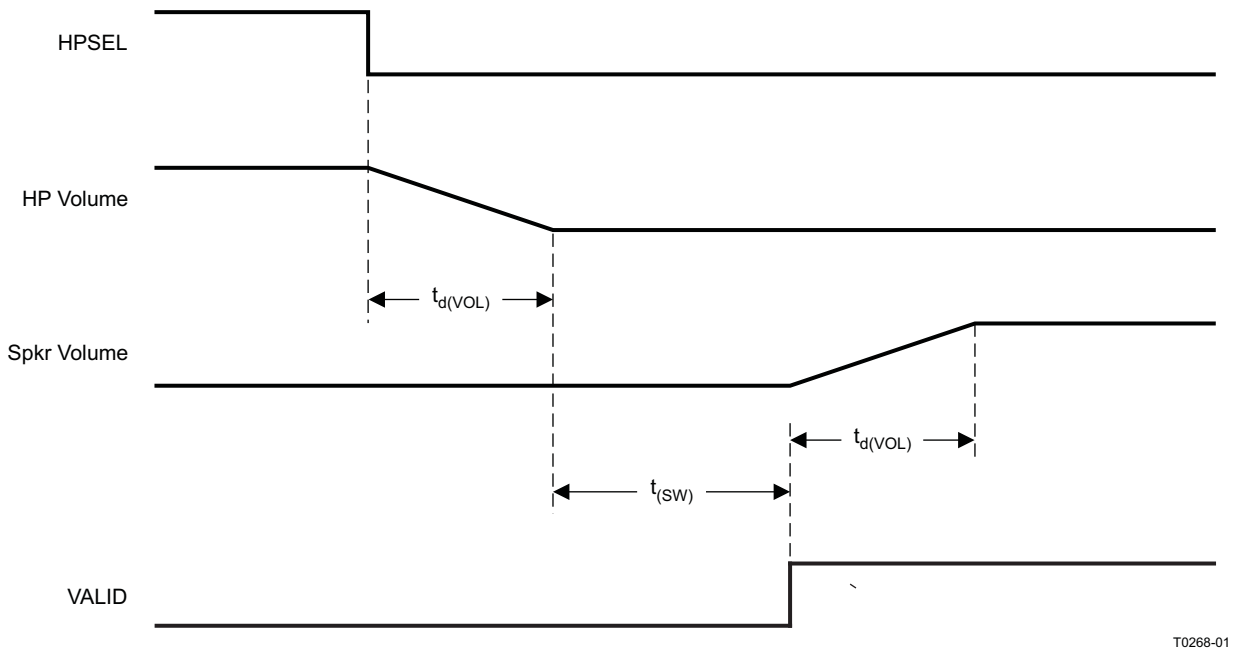 HPSEL
HP Volume
t_d(VOL)
Spkr Volume
t_d(VOL)
t_(SW)
VALID
T0268-01